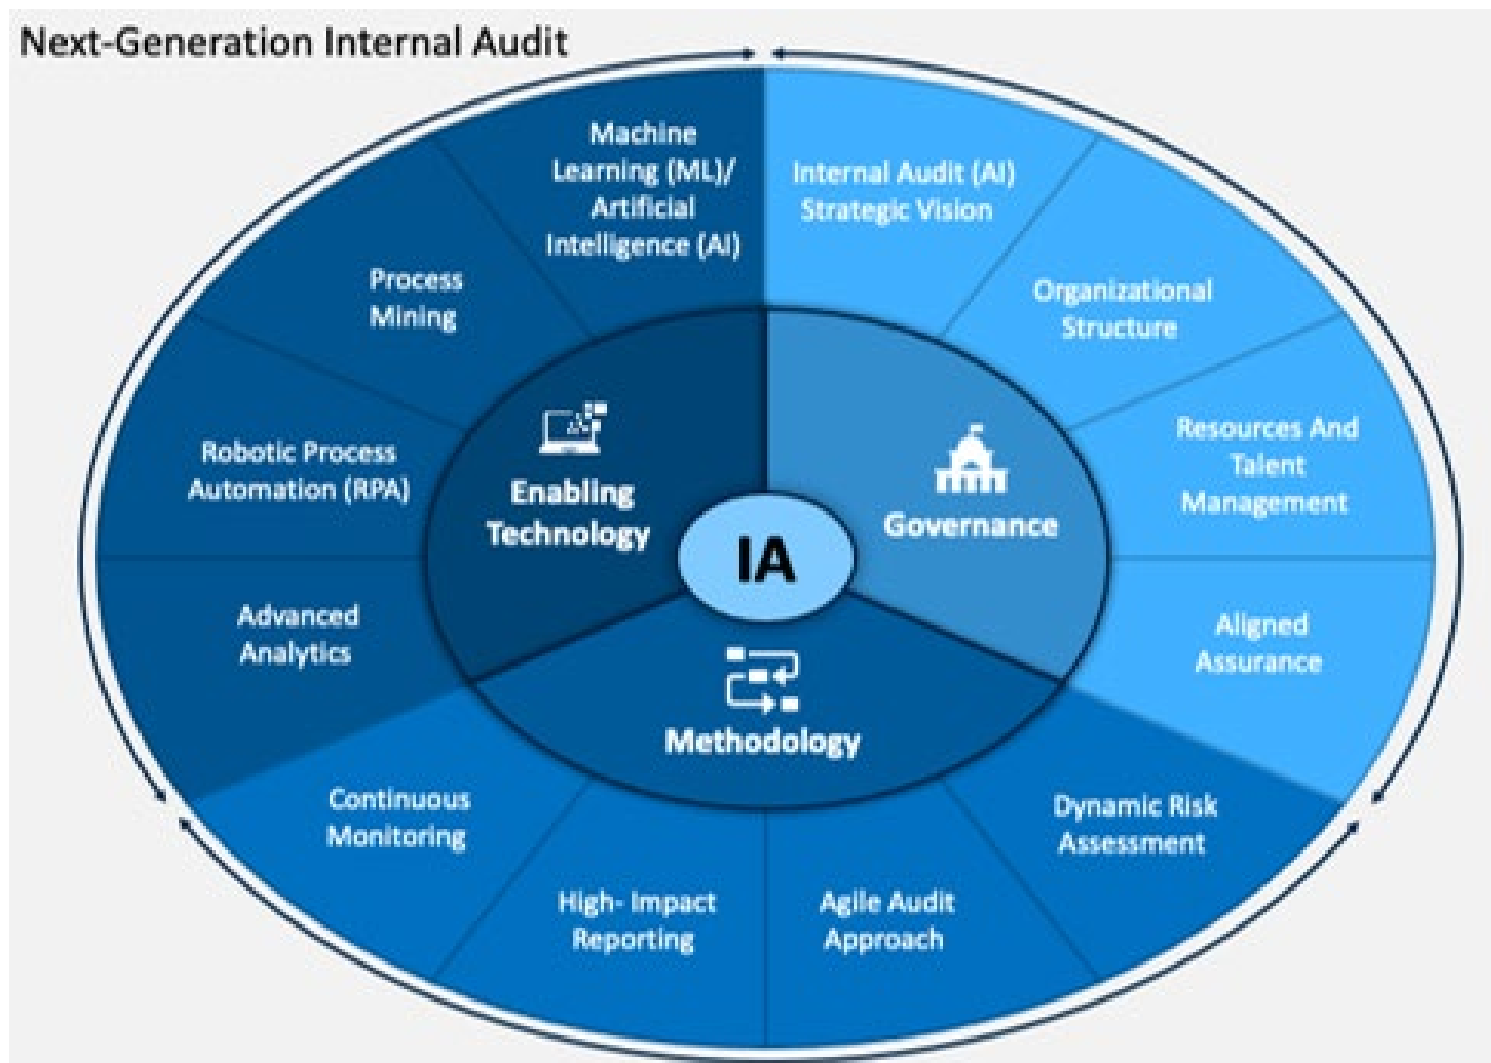 Next-Generation Internal Audit
Machine
Learning (ML)/
Artificial
Intelligence (AI)
Internal Audit (AI)
Strategic Vision
Process
Mining
Organizational
Structure
Robotic Process
Automation (RPA)
Resources And
Talent
Management
Enabling
Technology
Governance
IA
Advanced
Analytics
Aligned
Assurance
Methodology
Continuous
Monitoring
Dynamic Risk
Assessment
High- Impact
Reporting
Agile Audit
Approach